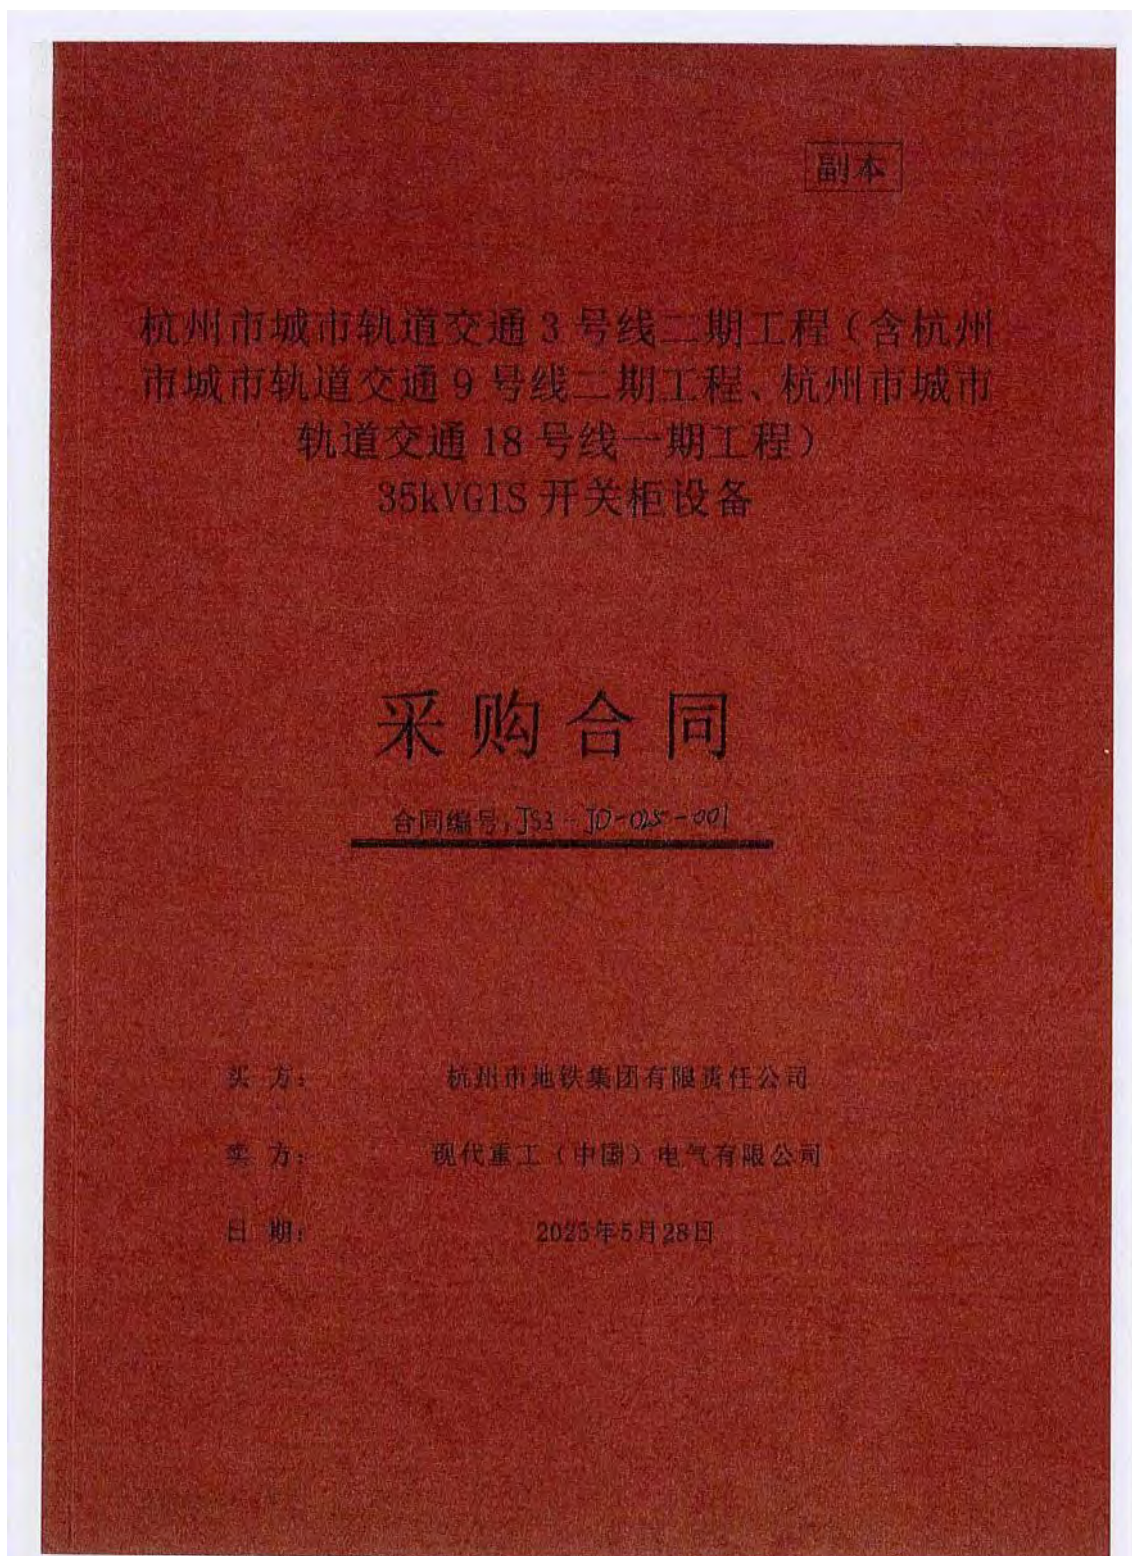 副本
杭州市城市轨道交通3号线二期工程（含杭州
市城市轨道交通9号线二期工程、杭州市城市
轨道交通18号线一期工程）
35kVGIS开关柜设备
采购合同
合同编号：JS3-JD-025-001
买方：杭州市地铁集团有限责任公司
卖方：现代重工（中国）电气有限公司
日期：2025年5月28日